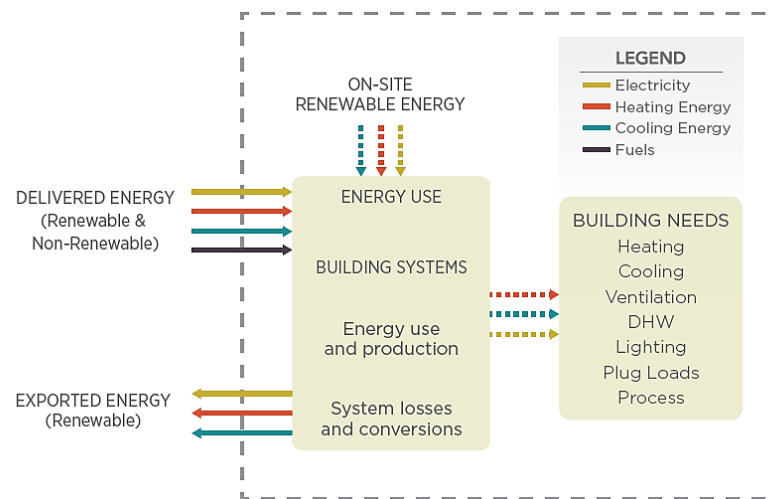 ON-SITE
RENEWABLE ENERGY
LEGEND
Electricity
Heating Energy
Cooling Energy
Fuels
DELIVERED ENERGY
(Renewable &
Non-Renewable)
ENERGY USE
BUILDING SYSTEMS
Energy use
and production
System losses
and conversions
BUILDING NEEDS
Heating
Cooling
Ventilation
DHW
Lighting
Plug Loads
Process
EXPORTED ENERGY
(Renewable)